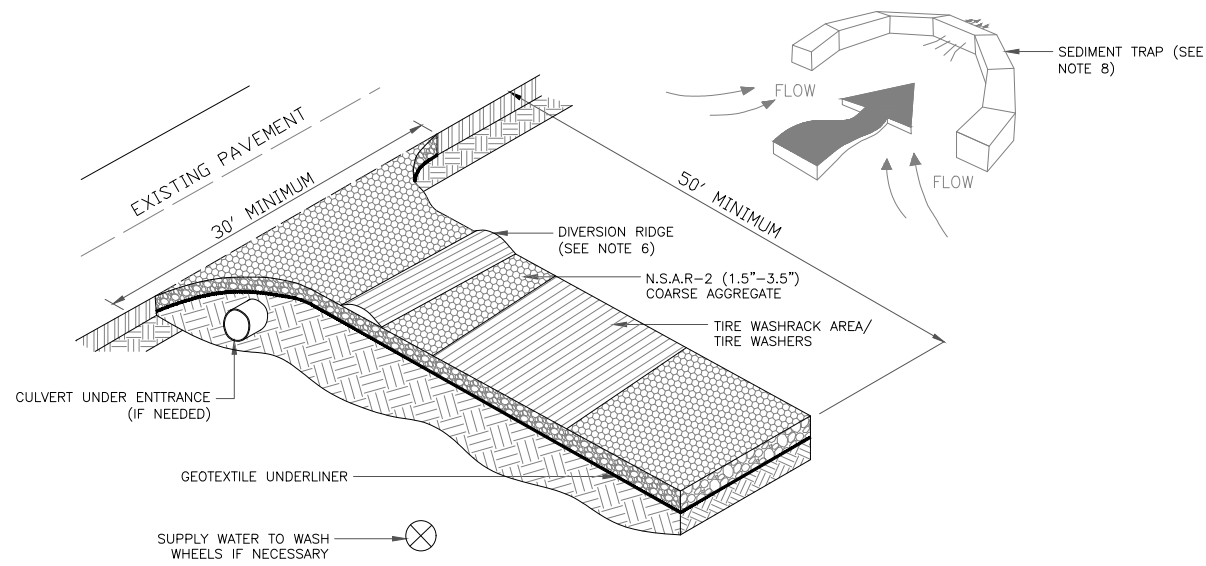 SEDIMENT TRAP (SEE
NOTE 8)
FLOW
FLOW
EXISTING PAVEMENT
30' MINIMUM
50' MINIMUM
DIVERSION RIDGE
(SEE NOTE 6)
N.S.A.R-2 (1.5"-3.5")
COARSE AGGREGATE
TIRE WASHRACK AREA/
TIRE WASHERS
CULVERT UNDER ENTTRANCE
(IF NEEDED)
GEOTEXTILE UNDERLINER
SUPPLY WATER TO WASH
WHEELS IF NECESSARY